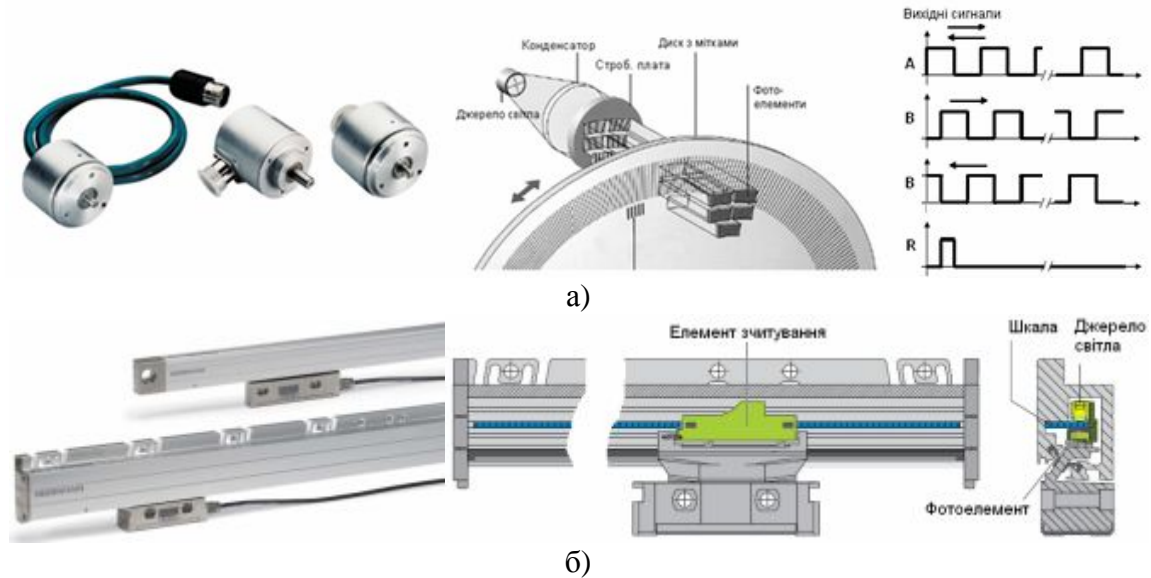 Вихідні сигнали
Конденсатор
Диск з мітками
Строб. плата
Фото-
елементи
Джерело світла
A
B
B
R
а)
Елемент зчитування
Шкала
Джерело
світла
Фотоелемент
б)